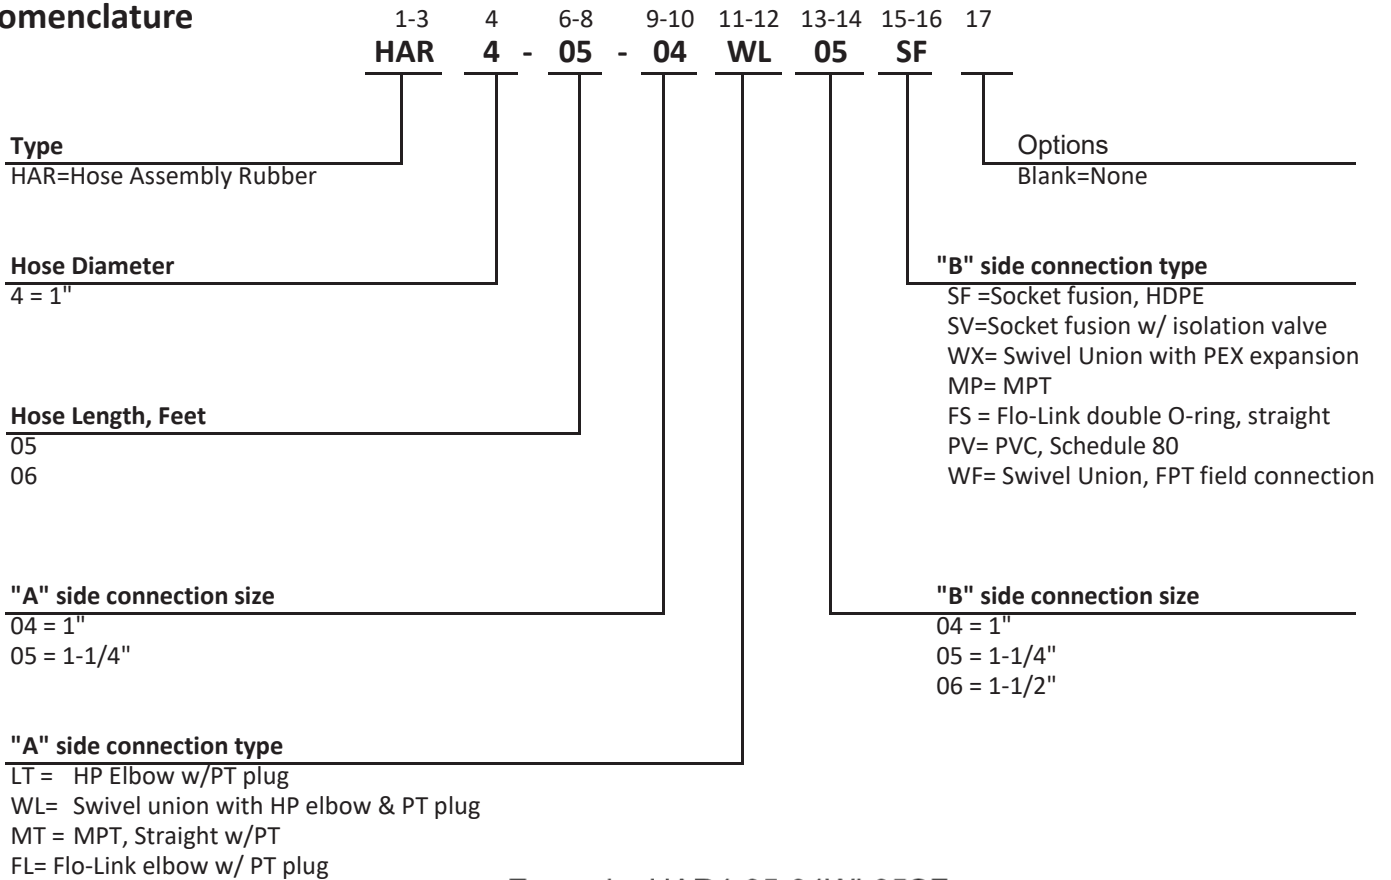 omenclature
1-3 4 6-8 9-10 11-12 13-14 15-16 17
HAR 4 - 05 - 04 WL 05 SF
Type
HAR=Hose Assembly Rubber
Options
Blank=None
Hose Diameter
4 = 1"
"B" side connection type
SF =Socket fusion, HDPE
SV=Socket fusion w/ isolation valve
WX= Swivel Union with PEX expansion
MP= MPT
FS = Flo-Link double O-ring, straight
PV= PVC, Schedule 80
WF= Swivel Union, FPT field connection
Hose Length, Feet
05
06
"A" side connection size
04 = 1"
05 = 1-1/4"
"B" side connection size
04 = 1"
05 = 1-1/4"
06 = 1-1/2"
"A" side connection type
LT = HP Elbow w/PT plug
WL= Swivel union with HP elbow & PT plug
MT = MPT, Straight w/PT
FL= Flo-Link elbow w/ PT plug